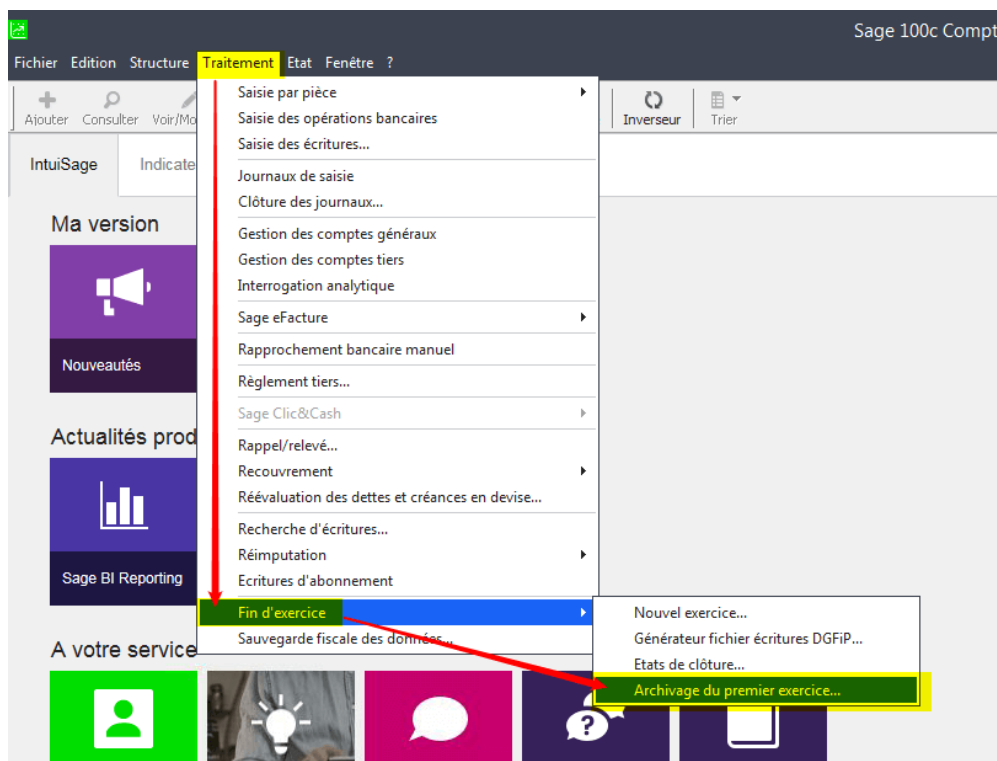 Sage 100c Compt
Fichier Edition Structure Traitement Etat Fenêtre ?
Ajouter Consulter Voir/Mo Inverseur Trier
IntuiSage Indicate
Ma version
Nouveautés
Actualités prod
Sage BI Reporting
A votre service
Saisie par pièce
Saisie des opérations bancaires
Saisie des écritures...
Journaux de saisie
Clôture des journaux...
Gestion des comptes généraux
Gestion des comptes tiers
Interrogation analytique
Sage eFacture
Rapprochement bancaire manuel
Règlement tiers...
Sage Clic&Cash
Rappel/relevé...
Recouvrement
Réévaluation des dettes et créances en devise...
Recherche d'écritures...
Réimputation
Ecritures d'abonnement
Fin d'exercice
Sauvegarde fiscale des données...
Nouvel exercice...
Générateur fichier écritures DGFiP...
Etats de clôture...
Archivage du premier exercice...
?